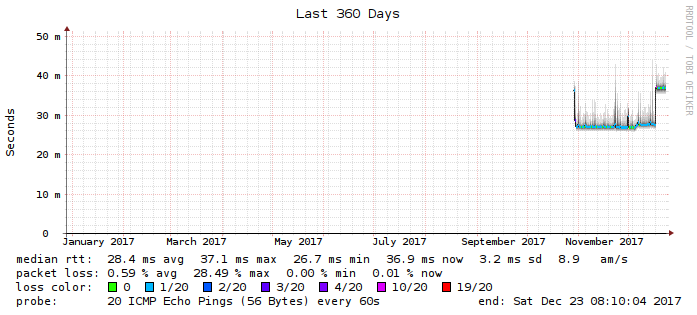 Last 360 Days
RRDTOOL / TOBI OETIKER
Seconds
50 m
40 m
30 m
20 m
10 m
0
January 2017 March 2017 May 2017 July 2017 September 2017 November 2017
median rtt: 28.4 ms avg 37.1 ms max 26.7 ms min 36.9 ms now 3.2 ms sd 8.9 am/s
packet loss: 0.59 % avg 28.49 % max 0.00 % min 0.01 % now
loss color: 0 1/20 2/20 3/20 4/20 10/20 19/20
probe: 20 ICMP Echo Pings (56 Bytes) every 60s end: Sat Dec 23 08:10:04 2017